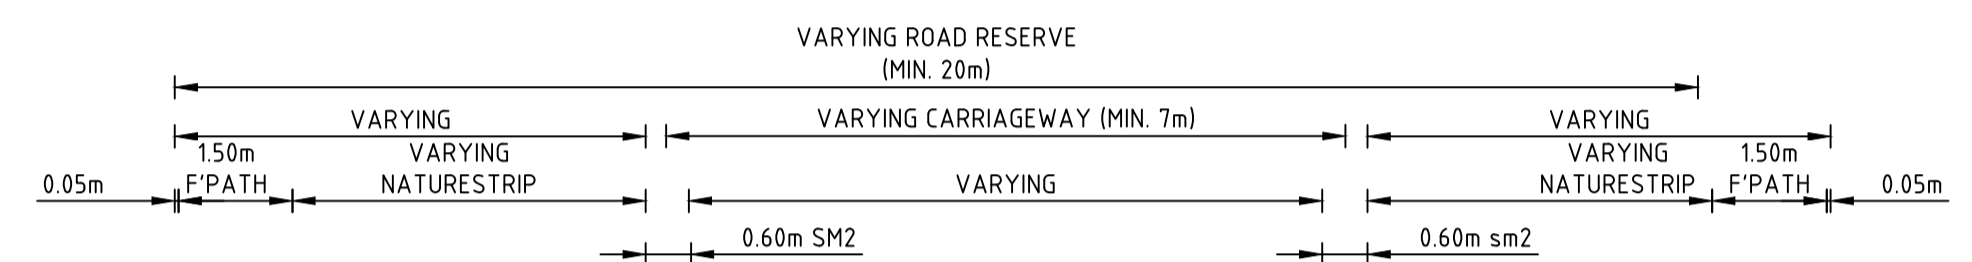 VARYING ROAD RESERVE
(MIN. 20m)
VARYING
VARYING CARRIAGEWAY (MIN. 7m)
VARYING
1.50m
VARYING
VARYING
1.50m
0.05m
F'PATH
NATURESTRIP
VARYING
NATURESTRIP
F'PATH
0.05m
0.60m SM2
0.60m sm2